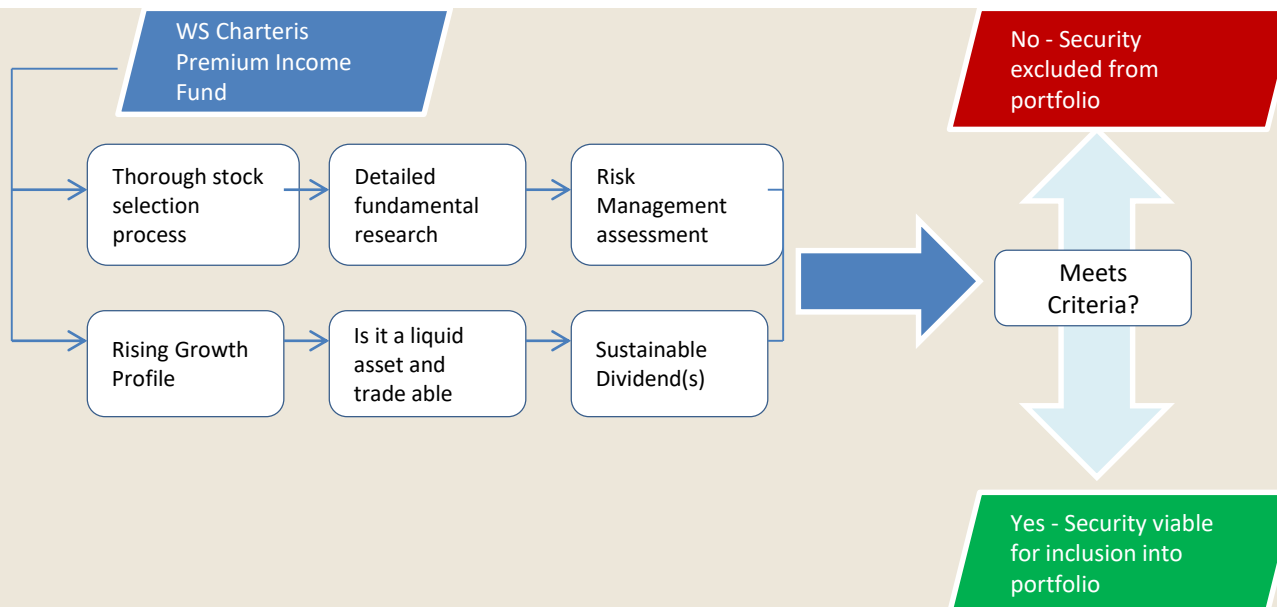 WS Charteris
Premium Income
Fund
No - Security
excluded from
portfolio
Thorough stock
selection
process
Detailed
fundamental
research
Risk
Management
assessment
Meets
Criteria?
Rising Growth
Profile
Is it a liquid
asset and
trade able
Sustainable
Dividend(s)
Yes - Security viable
for inclusion into
portfolio